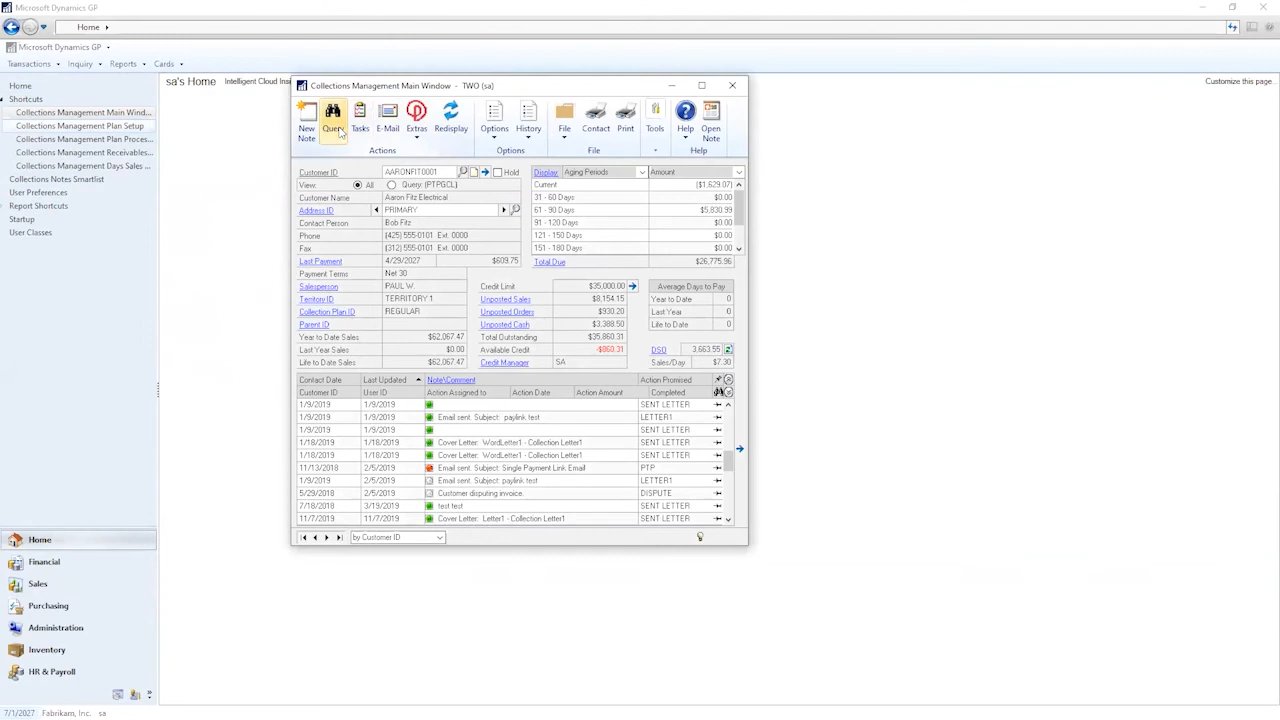 Microsoft Dynamics GP
Home
Microsoft Dynamics GP
Transactions Inquiry Reports Cards
Home
Shortcuts
Collections Management Main Wind...
Collections Management Plan Setup
Collections Management Plan Proces...
Collections Management Receivables...
Collections Management Days Sales ...
Collections Notes Smartlist
User Preferences
Report Shortcuts
Startup
User Classes
Home
Financial
Sales
Purchasing
Administration
Inventory
HR & Payroll
sa's Home Intelligent Cloud Insi
Customize this page...
Collections Management Main Window - TWO (sa)
New Note Query Tasks E-Mail Extras Redisplay Options History File Contact Print Tools Help Open Note
Actions Options File Help
Customer ID AARONFIT0001 Hold
View: All Query: (PTPGCL)
Customer Name Aaron Fitz Electrical
Address ID PRIMARY
Contact Person Bob Fitz
Phone (425) 555-0101 Ext. 0000
Fax (312) 555-0101 Ext. 0000
Last Payment 4/29/2027 $609.75
Payment Terms Net 30
Salesperson PAUL W.
Territory ID TERRITORY 1
Collection Plan ID REGULAR
Parent ID
Year to Date Sales $62,067.47
Last Year Sales $0.00
Life to Date Sales $62,067.47
Display: Aging Periods Amount
Current ($1,629.07)
31 - 60 Days $0.00
61 - 90 Days $5,830.99
91 - 120 Days $0.00
121 - 150 Days $0.00
151 - 180 Days $0.00
Total Due $26,775.96
Credit Limit $35,000.00
Unposted Sales $8,154.15
Unposted Orders $930.20
Unposted Cash $3,388.50
Total Outstanding $35,860.31
Available Credit -$860.31
Credit Manager SA
Average Days to Pay
Year to Date 0
Last Year 0
Life to Date 0
DSO 3,663.55
Sales/Day $7.30
Contact Date Last Updated Note\Comment Action Promised
Customer ID User ID Action Assigned to Action Date Action Amount Completed
1/9/2019 1/9/2019 SENT LETTER
1/9/2019 1/9/2019 Email sent. Subject: paylink test LETTER1
1/9/2019 1/9/2019 SENT LETTER
1/18/2019 1/18/2019 Cover Letter: WordLetter1 - Collection Letter1 SENT LETTER
1/18/2019 1/18/2019 Cover Letter: WordLetter1 - Collection Letter1 SENT LETTER
11/13/2018 2/5/2019 Email sent. Subject: Single Payment Link Email PTP
1/9/2019 2/5/2019 Email sent. Subject: paylink test LETTER1
5/29/2018 2/5/2019 Customer disputing invoice. DISPUTE
7/18/2018 3/19/2019 test test SENT LETTER
11/7/2019 11/7/2019 Cover Letter: Letter1 - Collection Letter1 SENT LETTER
by Customer ID
7/1/2027 Fabrikam, Inc. sa